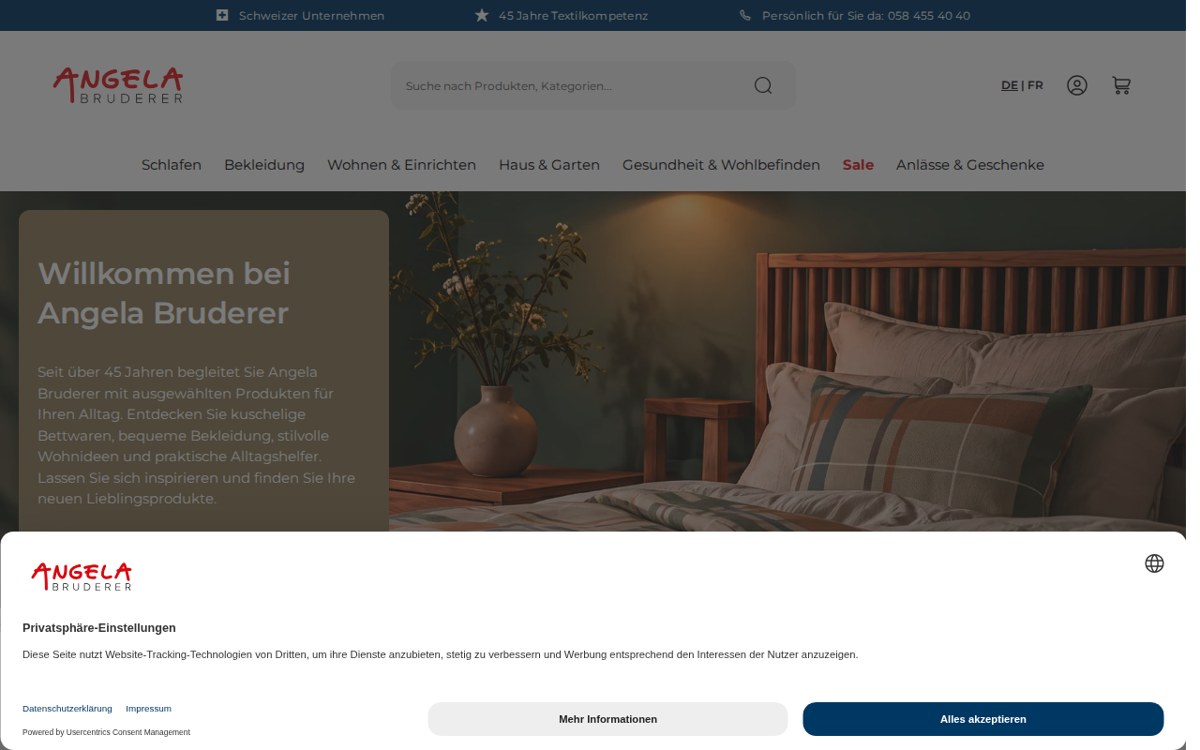 Schweizer Unternehmen
45 Jahre Textilkompetenz
Persönlich für Sie da: 058 455 40 40
ANGELA
BRUDERER
Suche nach Produkten, Kategorien...
DE | FR
Schlafen Bekleidung Wohnen & Einrichten Haus & Garten Gesundheit & Wohlbefinden Sale Anlässe & Geschenke
Willkommen bei
Angela Bruderer
Seit über 45 Jahren begleitet Sie Angela
Bruderer mit ausgewählten Produkten für
Ihren Alltag. Entdecken Sie kuschelige
Bettwaren, bequeme Bekleidung, stilvolle
Wohnideen und praktische Alltagshelfer.
Lassen Sie sich inspirieren und finden Sie Ihre
neuen Lieblingsprodukte.
ANGELA
BRUDERER
Privatsphäre-Einstellungen
Diese Seite nutzt Website-Tracking-Technologien von Dritten, um ihre Dienste anzubieten, stetig zu verbessern und Werbung entsprechend den Interessen der Nutzer anzuzeigen.
Datenschutzerklärung Impressum
Powered by Usercentrics Consent Management
Mehr Informationen
Alles akzeptieren